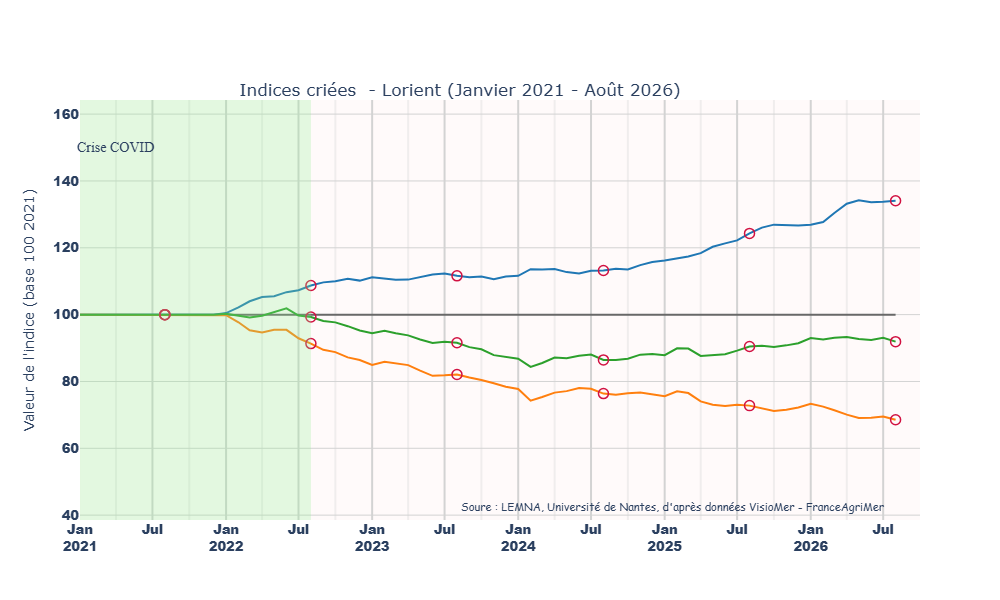 Indices criées  - Lorient (Janvier 2021 - Août 2026)
Valeur de l'indice (base 100 2021)
160
Crise COVID
140
120
100
80
60
40
Soure : LEMNA, Université de Nantes, d'après données VisioMer - FranceAgriMer
Jan Jul Jan Jul Jan Jul Jan Jul Jan Jul Jan Jul
2021 2022 2023 2024 2025 2026